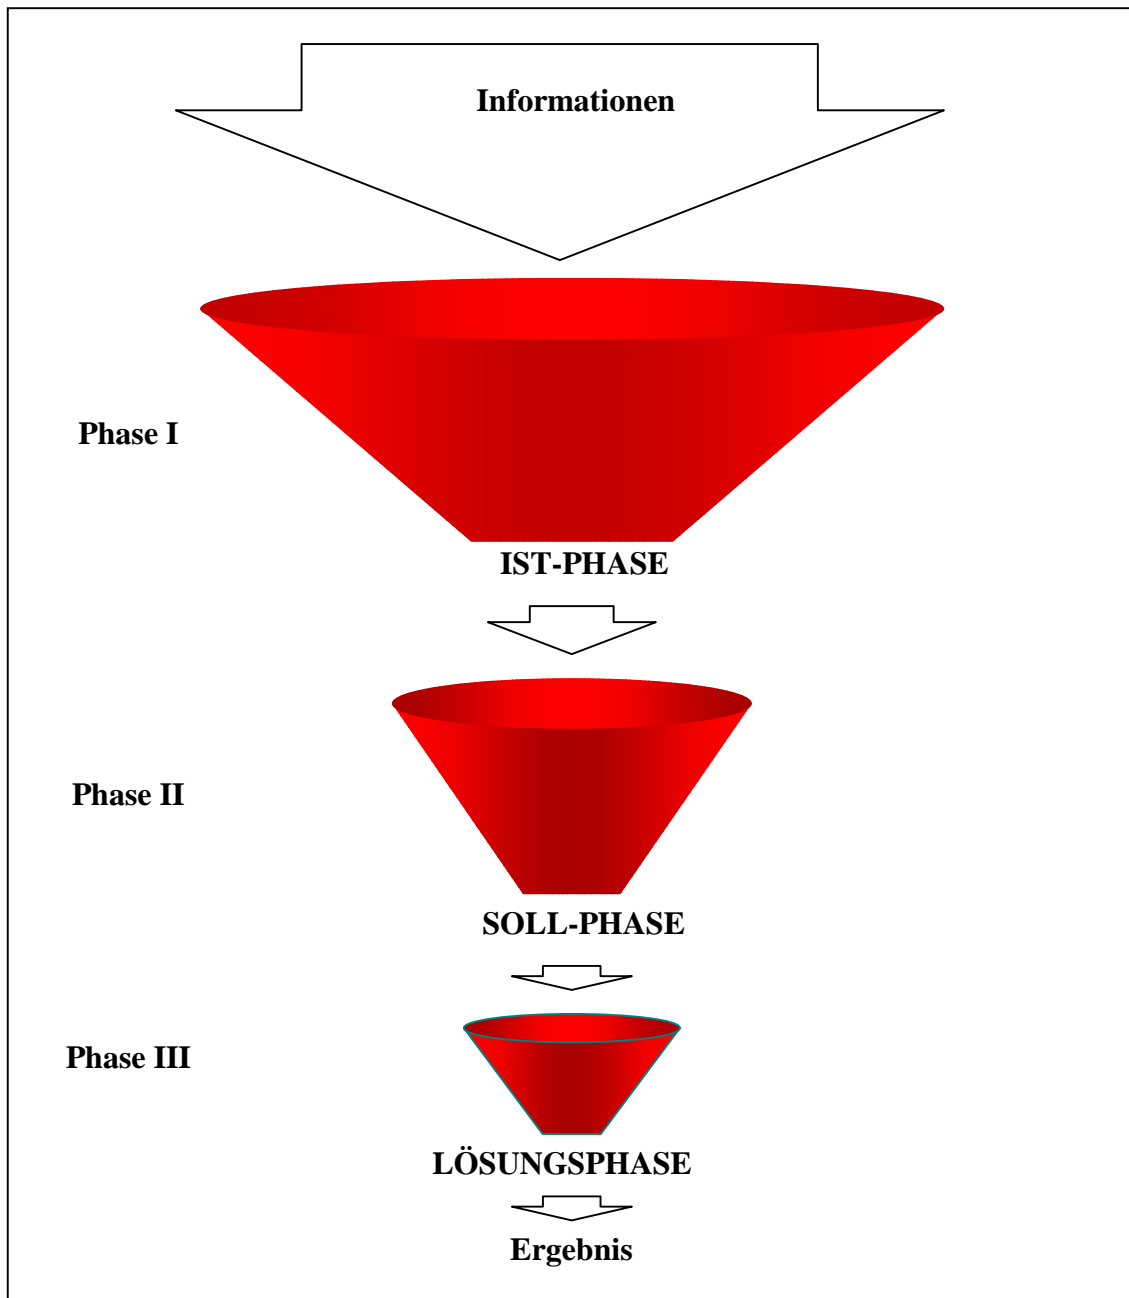 Informationen
Phase I
IST-PHASE
Phase II
SOLL-PHASE
Phase III
LÖSUNGSPHASE
Ergebnis